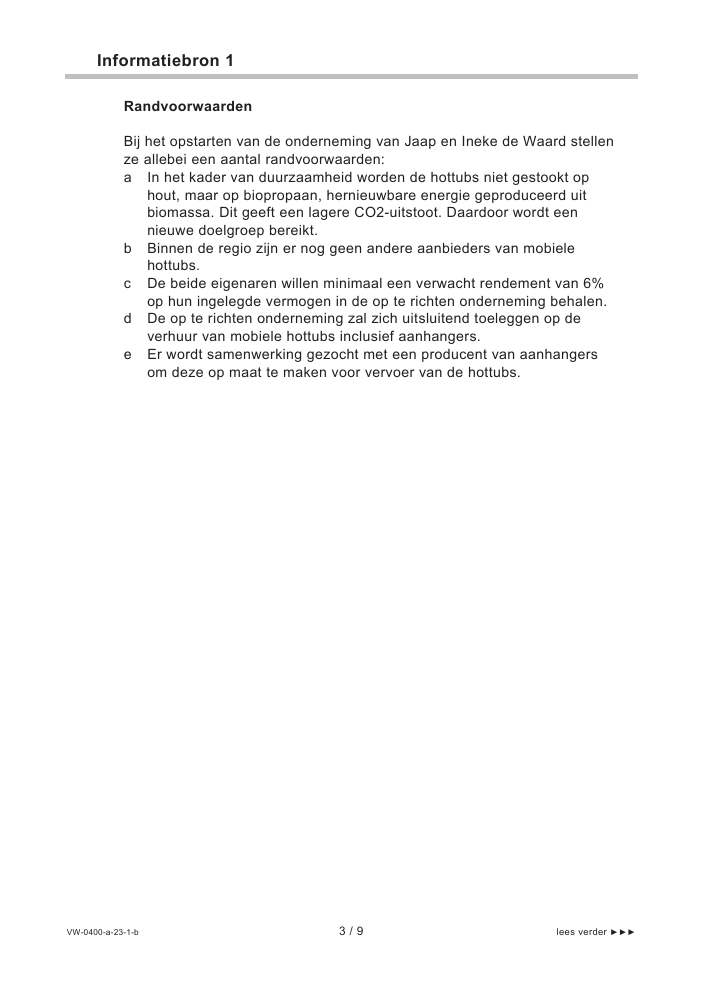 Informatiebron 1
Randvoorwaarden
Bij het opstarten van de onderneming van Jaap en Ineke de Waard stellen
ze allebei een aantal randvoorwaarden:
a In het kader van duurzaamheid worden de hottubs niet gestookt op
hout, maar op biopropaan, hernieuwbare energie geproduceerd uit
biomassa. Dit geeft een lagere CO2-uitstoot. Daardoor wordt een
nieuwe doelgroep bereikt.
b Binnen de regio zijn er nog geen andere aanbieders van mobiele
hottubs.
c De beide eigenaren willen minimaal een verwacht rendement van 6%
op hun ingelegde vermogen in de op te richten onderneming behalen.
d De op te richten onderneming zal zich uitsluitend toeleggen op de
verhuur van mobiele hottubs inclusief aanhangers.
e Er wordt samenwerking gezocht met een producent van aanhangers
om deze op maat te maken voor vervoer van de hottubs.
VW-0400-a-23-1-b 3 / 9 lees verder ►►►